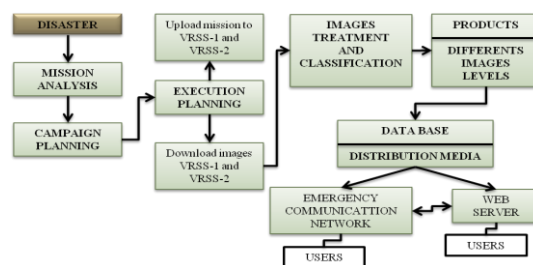 DISASTER
MISSION
ANALYSIS
CAMPAIGN
PLANNING
Upload mission to
VRSS-1 and
VRSS-2
EXECUTION
PLANNING
Download images
VRSS-1 and
VRSS-2
IMAGES
TREATMENT
AND
CLASSIFICATION
PRODUCTS
DIFFERENTS
IMAGES
LEVELS
DATA BASE
DISTRIBUTION MEDIA
EMERGENCY
COMMUNICATTION
NETWORK
USERS
WEB
SERVER
USERS